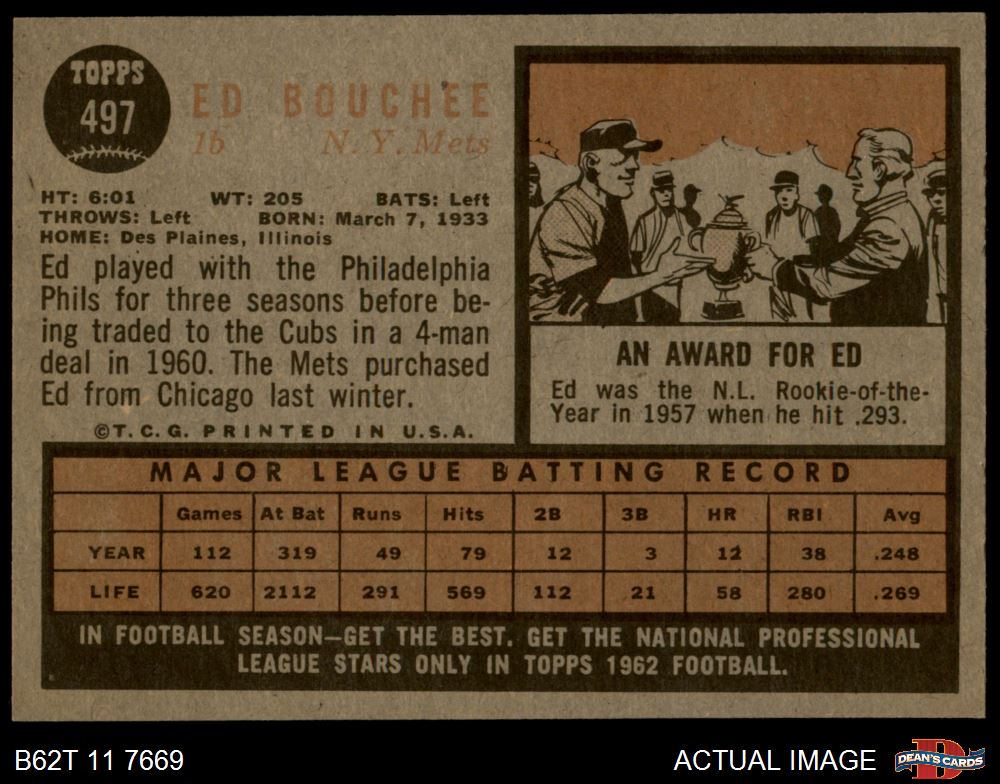 TOPPS
497
ED BOUCHEE
1b N. Y. Mets
HT: 6:01 WT: 205 BATS: Left
THROWS: Left BORN: March 7, 1933
HOME: Des Plaines, Illinois
Ed played with the Philadelphia
Phils for three seasons before be-
ing traded to the Cubs in a 4-man
deal in 1960. The Mets purchased
Ed from Chicago last winter.
©T. C. G. PRINTED IN U.S.A.
AN AWARD FOR ED
Ed was the N.L. Rookie-of-the-
Year in 1957 when he hit .293.
MAJOR LEAGUE BATTING RECORD
Games At Bat Runs Hits 2B 3B HR RBI Avg
YEAR 112 319 49 79 12 3 12 38 .248
LIFE 620 2112 291 569 112 21 58 280 .269
IN FOOTBALL SEASON—GET THE BEST. GET THE NATIONAL PROFESSIONAL
LEAGUE STARS ONLY IN TOPPS 1962 FOOTBALL.
B62T 11 7669 ACTUAL IMAGE DEAN'S CARDS